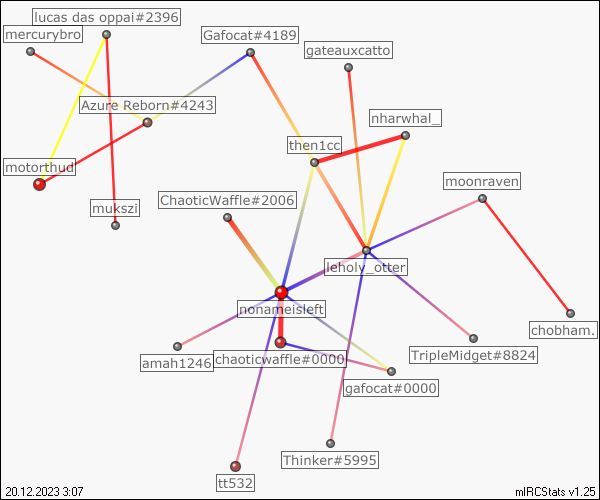 lucas das oppai#2396
mercurybro
Gafocat#4189
gateauxcatto
Azure Reborn#4243
nharwhal_
then1cc
motorthud
moonraven
ChaoticWaffle#2006
mukszi
leholy_otter
nonameisleft
chobham.
amah1246
chaoticwaffle#0000
TripleMidget#8824
gafocat#0000
Thinker#5995
tt532
20.12.2023 3:07
mIRCStats v1.25